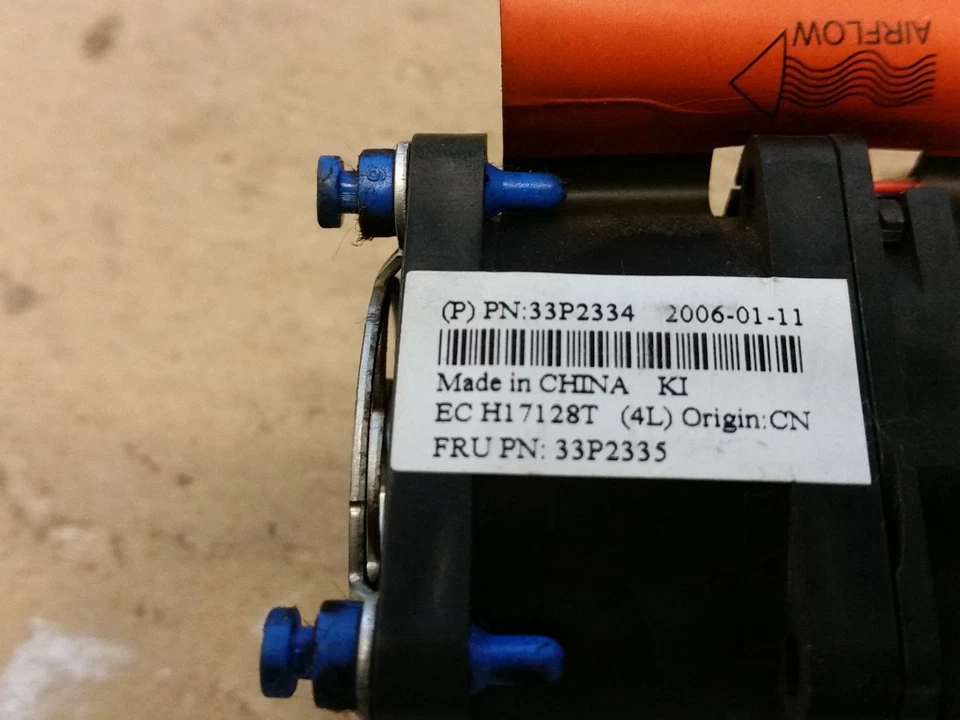 AIRFLOW
(P) PN:33P2334 2006-01-11
Made in CHINA KI
EC H17128T (4L) Origin:CN
FRU PN: 33P2335